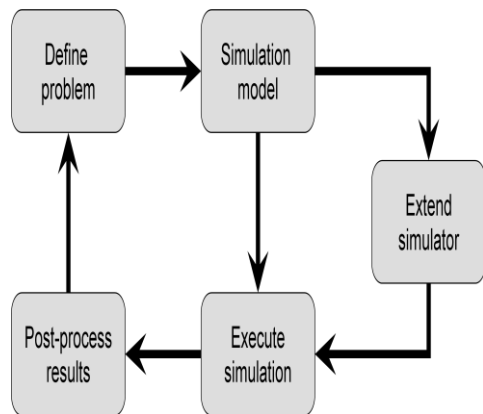 Define
problem
Simulation
model
Extend
simulator
Post-process
results
Execute
simulation